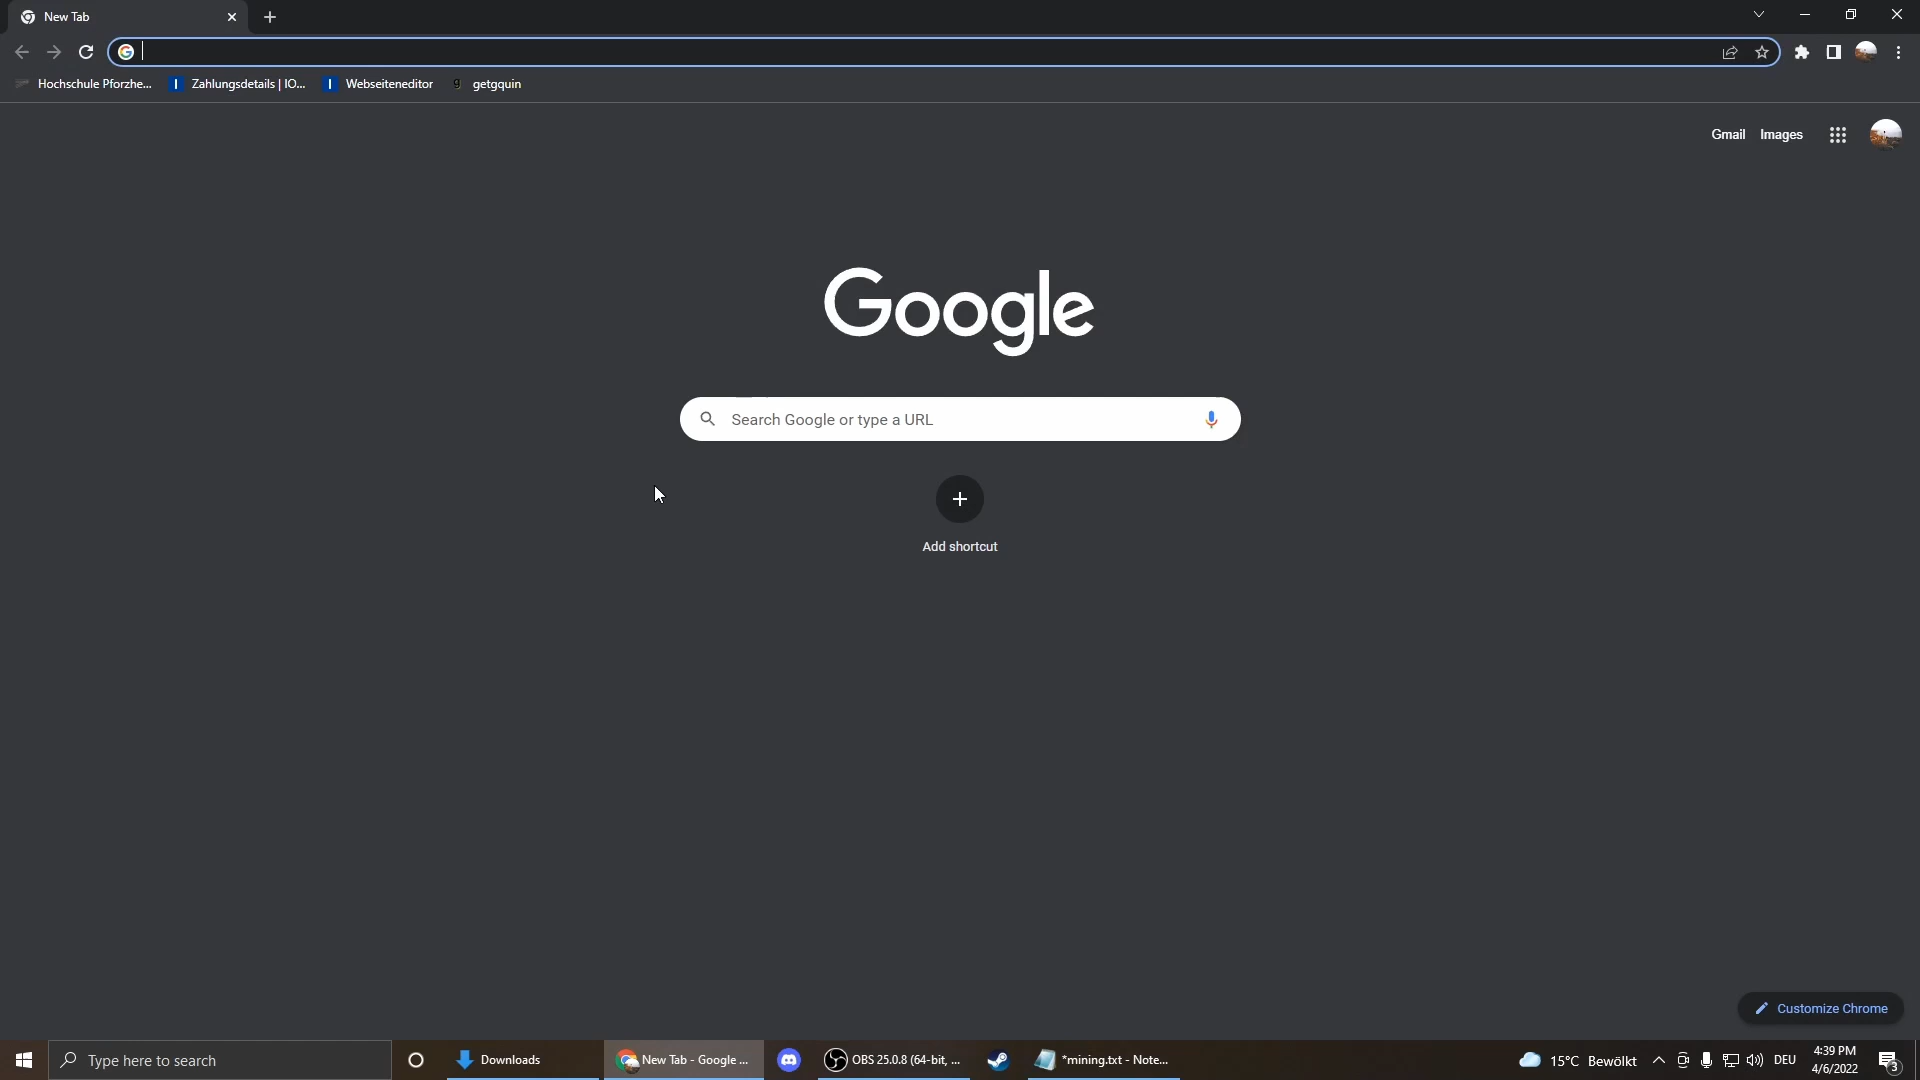 New Tab
Hochschule Pforzhe...
Zahlungsdetails | IO...
Webseiteneditor
getgquin
Gmail
Images
Google
Search Google or type a URL
Add shortcut
Customize Chrome
Type here to search
Downloads
New Tab - Google ...
OBS 25.0.8 (64-bit, ...
*mining.txt - Note...
15°C Bewölkt
DEU
4:39 PM
4/6/2022
3